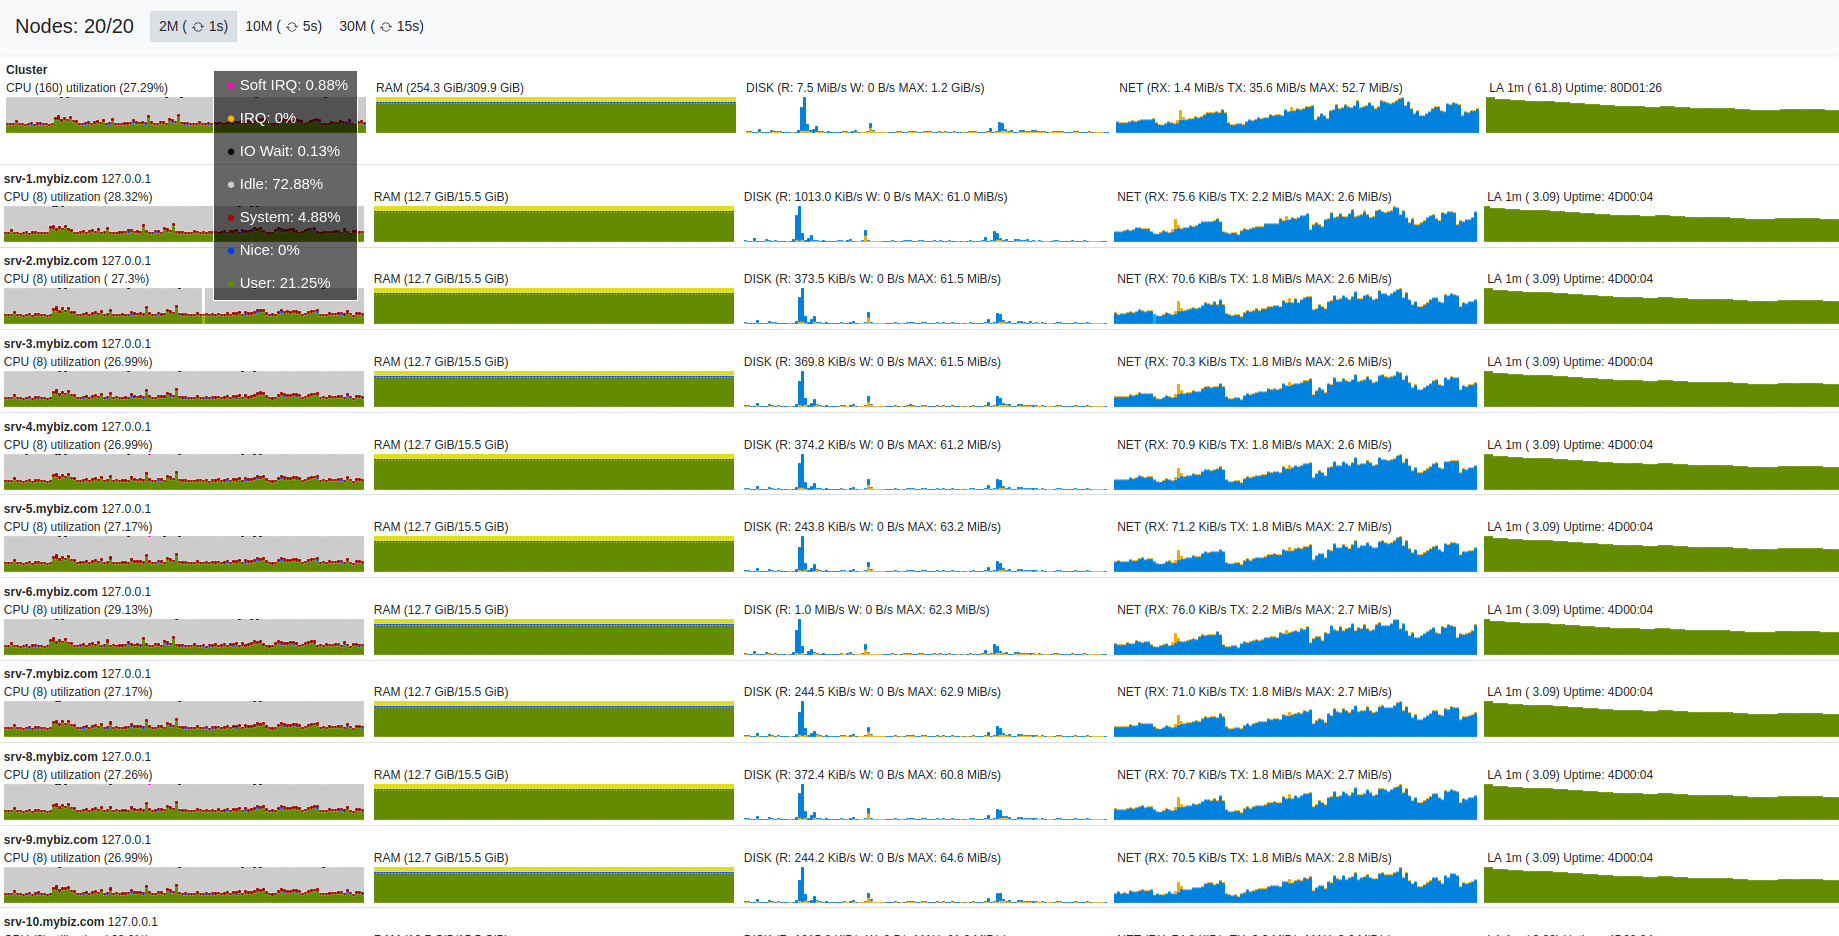 Nodes: 20/20 2M ( 1s) 10M ( 5s) 30M ( 15s)
Cluster
CPU (160) utilization (27.29%) RAM (254.3 GiB/309.9 GiB) DISK (R: 7.5 MiB/s W: 0 B/s MAX: 1.2 GiB/s) NET (RX: 1.4 MiB/s TX: 35.6 MiB/s MAX: 52.7 MiB/s) LA 1m ( 61.8) Uptime: 80D01:26
Soft IRQ: 0.88%
IRQ: 0%
IO Wait: 0.13%
Idle: 72.88%
System: 4.88%
Nice: 0%
User: 21.25%
srv-1.mybiz.com 127.0.0.1
CPU (8) utilization (28.32%) RAM (12.7 GiB/15.5 GiB) DISK (R: 1013.0 KiB/s W: 0 B/s MAX: 61.0 MiB/s) NET (RX: 75.6 KiB/s TX: 2.2 MiB/s MAX: 2.6 MiB/s) LA 1m ( 3.09) Uptime: 4D00:04
srv-2.mybiz.com 127.0.0.1
CPU (8) utilization ( 27.3%) RAM (12.7 GiB/15.5 GiB) DISK (R: 373.5 KiB/s W: 0 B/s MAX: 61.5 MiB/s) NET (RX: 70.6 KiB/s TX: 1.8 MiB/s MAX: 2.6 MiB/s) LA 1m ( 3.09) Uptime: 4D00:04
srv-3.mybiz.com 127.0.0.1
CPU (8) utilization (26.99%) RAM (12.7 GiB/15.5 GiB) DISK (R: 369.8 KiB/s W: 0 B/s MAX: 61.5 MiB/s) NET (RX: 70.3 KiB/s TX: 1.8 MiB/s MAX: 2.6 MiB/s) LA 1m ( 3.09) Uptime: 4D00:04
srv-4.mybiz.com 127.0.0.1
CPU (8) utilization (26.99%) RAM (12.7 GiB/15.5 GiB) DISK (R: 374.2 KiB/s W: 0 B/s MAX: 61.2 MiB/s) NET (RX: 70.9 KiB/s TX: 1.8 MiB/s MAX: 2.6 MiB/s) LA 1m ( 3.09) Uptime: 4D00:04
srv-5.mybiz.com 127.0.0.1
CPU (8) utilization (27.17%) RAM (12.7 GiB/15.5 GiB) DISK (R: 243.8 KiB/s W: 0 B/s MAX: 63.2 MiB/s) NET (RX: 71.2 KiB/s TX: 1.8 MiB/s MAX: 2.7 MiB/s) LA 1m ( 3.09) Uptime: 4D00:04
srv-6.mybiz.com 127.0.0.1
CPU (8) utilization (29.13%) RAM (12.7 GiB/15.5 GiB) DISK (R: 1.0 MiB/s W: 0 B/s MAX: 62.3 MiB/s) NET (RX: 76.0 KiB/s TX: 2.2 MiB/s MAX: 2.7 MiB/s) LA 1m ( 3.09) Uptime: 4D00:04
srv-7.mybiz.com 127.0.0.1
CPU (8) utilization (27.17%) RAM (12.7 GiB/15.5 GiB) DISK (R: 244.5 KiB/s W: 0 B/s MAX: 62.9 MiB/s) NET (RX: 71.0 KiB/s TX: 1.8 MiB/s MAX: 2.7 MiB/s) LA 1m ( 3.09) Uptime: 4D00:04
srv-8.mybiz.com 127.0.0.1
CPU (8) utilization (27.26%) RAM (12.7 GiB/15.5 GiB) DISK (R: 372.4 KiB/s W: 0 B/s MAX: 60.8 MiB/s) NET (RX: 70.7 KiB/s TX: 1.8 MiB/s MAX: 2.7 MiB/s) LA 1m ( 3.09) Uptime: 4D00:04
srv-9.mybiz.com 127.0.0.1
CPU (8) utilization (26.99%) RAM (12.7 GiB/15.5 GiB) DISK (R: 244.2 KiB/s W: 0 B/s MAX: 64.6 MiB/s) NET (RX: 70.5 KiB/s TX: 1.8 MiB/s MAX: 2.8 MiB/s) LA 1m ( 3.09) Uptime: 4D00:04
srv-10.mybiz.com 127.0.0.1